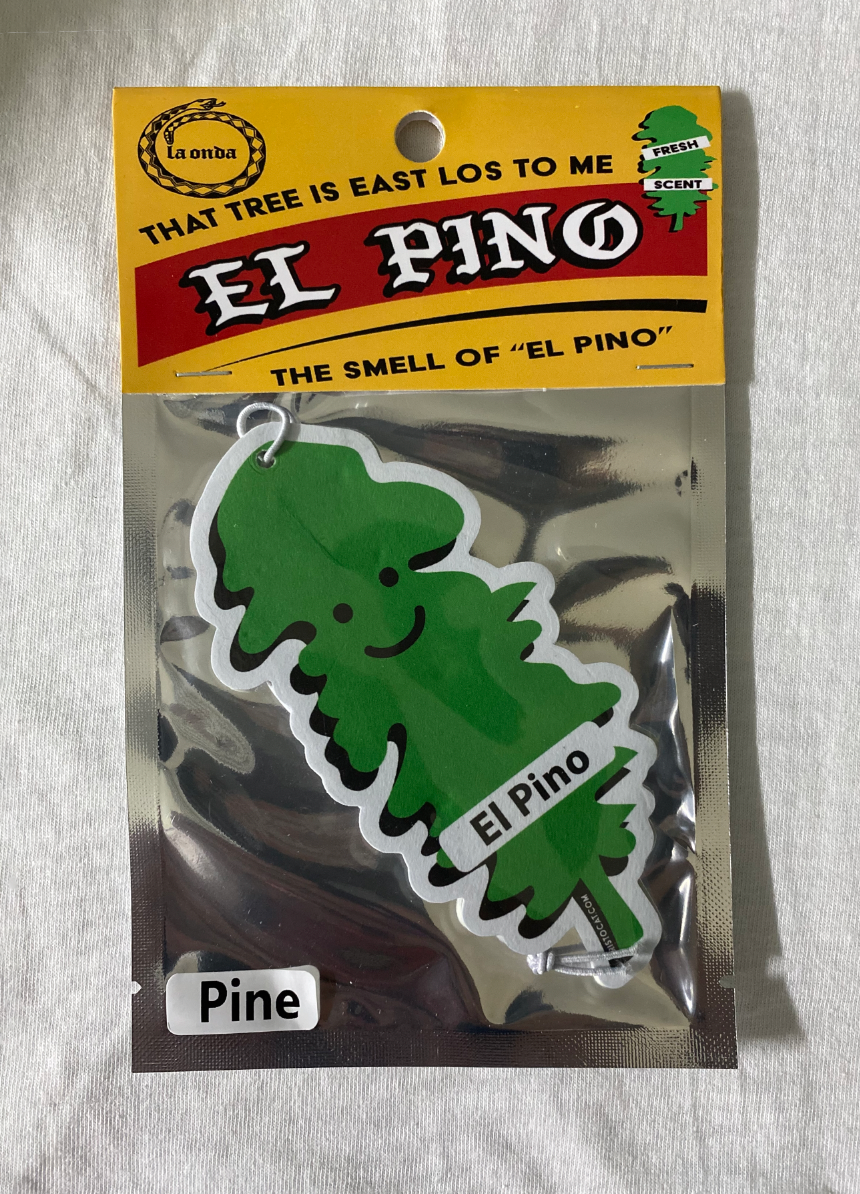 la onda
THAT TREE IS EAST LOS TO ME
FRESH
SCENT
EL PINO
THE SMELL OF “EL PINO”
El Pino
Pine